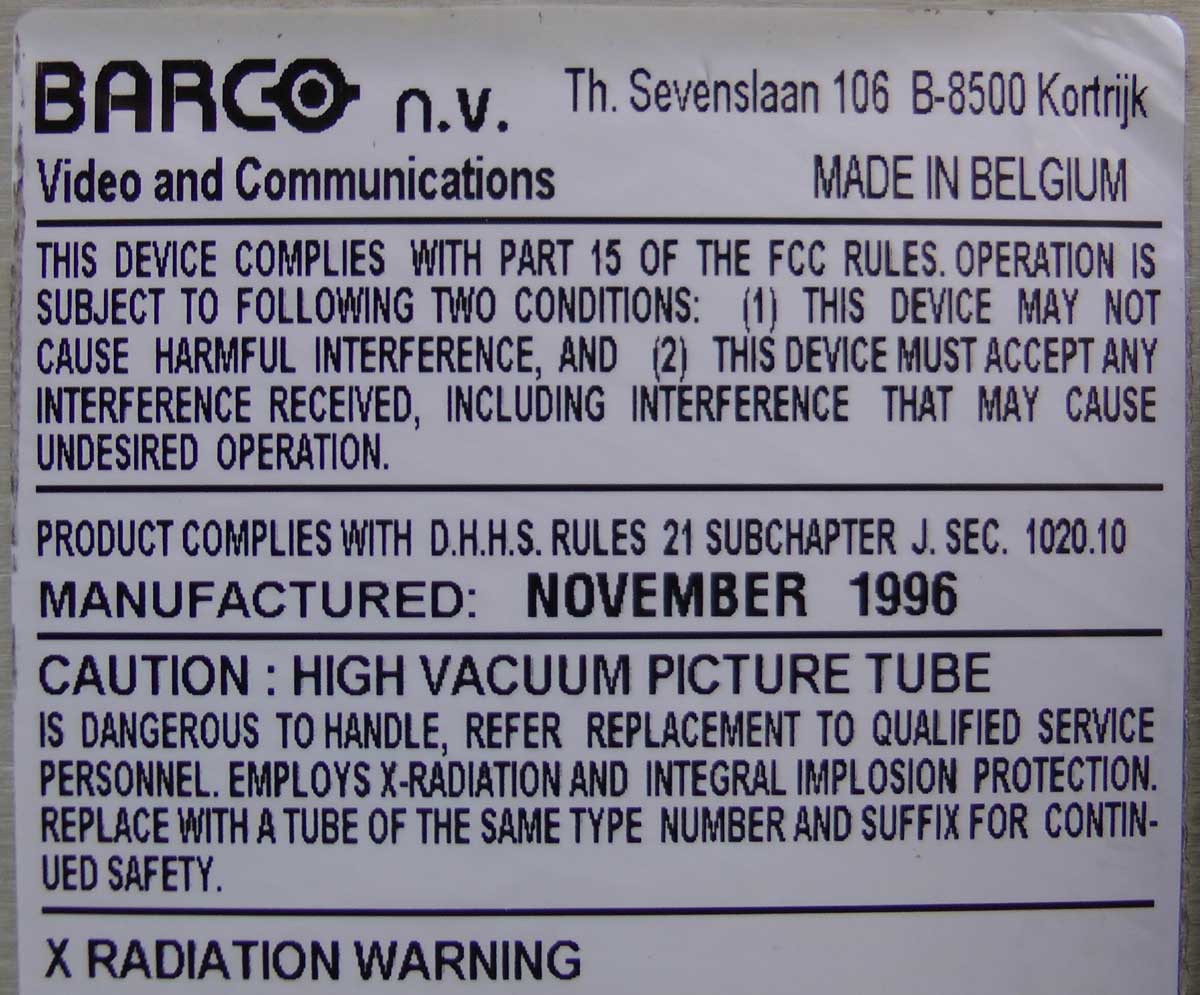 BARCO n.v. Th. Sevenslaan 106 B-8500 Kortrijk
Video and Communications MADE IN BELGIUM
THIS DEVICE COMPLIES WITH PART 15 OF THE FCC RULES. OPERATION IS
SUBJECT TO FOLLOWING TWO CONDITIONS: (1) THIS DEVICE MAY NOT
CAUSE HARMFUL INTERFERENCE, AND (2) THIS DEVICE MUST ACCEPT ANY
INTERFERENCE RECEIVED, INCLUDING INTERFERENCE THAT MAY CAUSE
UNDESIRED OPERATION.
PRODUCT COMPLIES WITH D.H.H.S. RULES 21 SUBCHAPTER J. SEC. 1020.10
MANUFACTURED: NOVEMBER 1996
CAUTION : HIGH VACUUM PICTURE TUBE
IS DANGEROUS TO HANDLE, REFER REPLACEMENT TO QUALIFIED SERVICE
PERSONNEL. EMPLOYS X-RADIATION AND INTEGRAL IMPLOSION PROTECTION.
REPLACE WITH A TUBE OF THE SAME TYPE NUMBER AND SUFFIX FOR CONTIN-
UED SAFETY.
X RADIATION WARNING